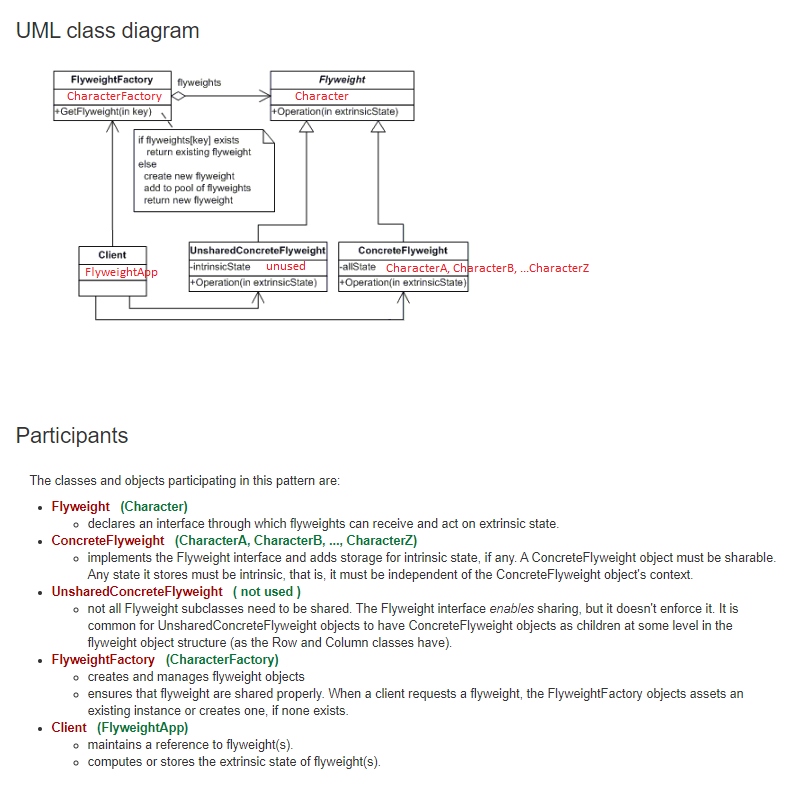 UML class diagram
FlyweightFactory
flyweights
Flyweight
CharacterFactory
Character
+GetFlyweight(in key)
+Operation(in extrinsicState)
if flyweights[key] exists
return existing flyweight
else
create new flyweight
add to pool of flyweights
return new flyweight
Client
FlyweightApp
UnsharedConcreteFlyweight
-intrinsicState
unused
+Operation(in extrinsicState)
ConcreteFlyweight
-allState
CharacterA, CharacterB, ...CharacterZ
+Operation(in extrinsicState)
Participants
The classes and objects participating in this pattern are:
Flyweight (Character)
declares an interface through which flyweights can receive and act on extrinsic state.
ConcreteFlyweight (CharacterA, CharacterB, ..., CharacterZ)
implements the Flyweight interface and adds storage for intrinsic state, if any. A ConcreteFlyweight object must be sharable.
Any state it stores must be intrinsic, that is, it must be independent of the ConcreteFlyweight object's context.
UnsharedConcreteFlyweight ( not used )
not all Flyweight subclasses need to be shared. The Flyweight interface enables sharing, but it doesn't enforce it. It is
common for UnsharedConcreteFlyweight objects to have ConcreteFlyweight objects as children at some level in the
flyweight object structure (as the Row and Column classes have).
FlyweightFactory (CharacterFactory)
creates and manages flyweight objects
ensures that flyweight are shared properly. When a client requests a flyweight, the FlyweightFactory objects assets an
existing instance or creates one, if none exists.
Client (FlyweightApp)
maintains a reference to flyweight(s).
computes or stores the extrinsic state of flyweight(s).